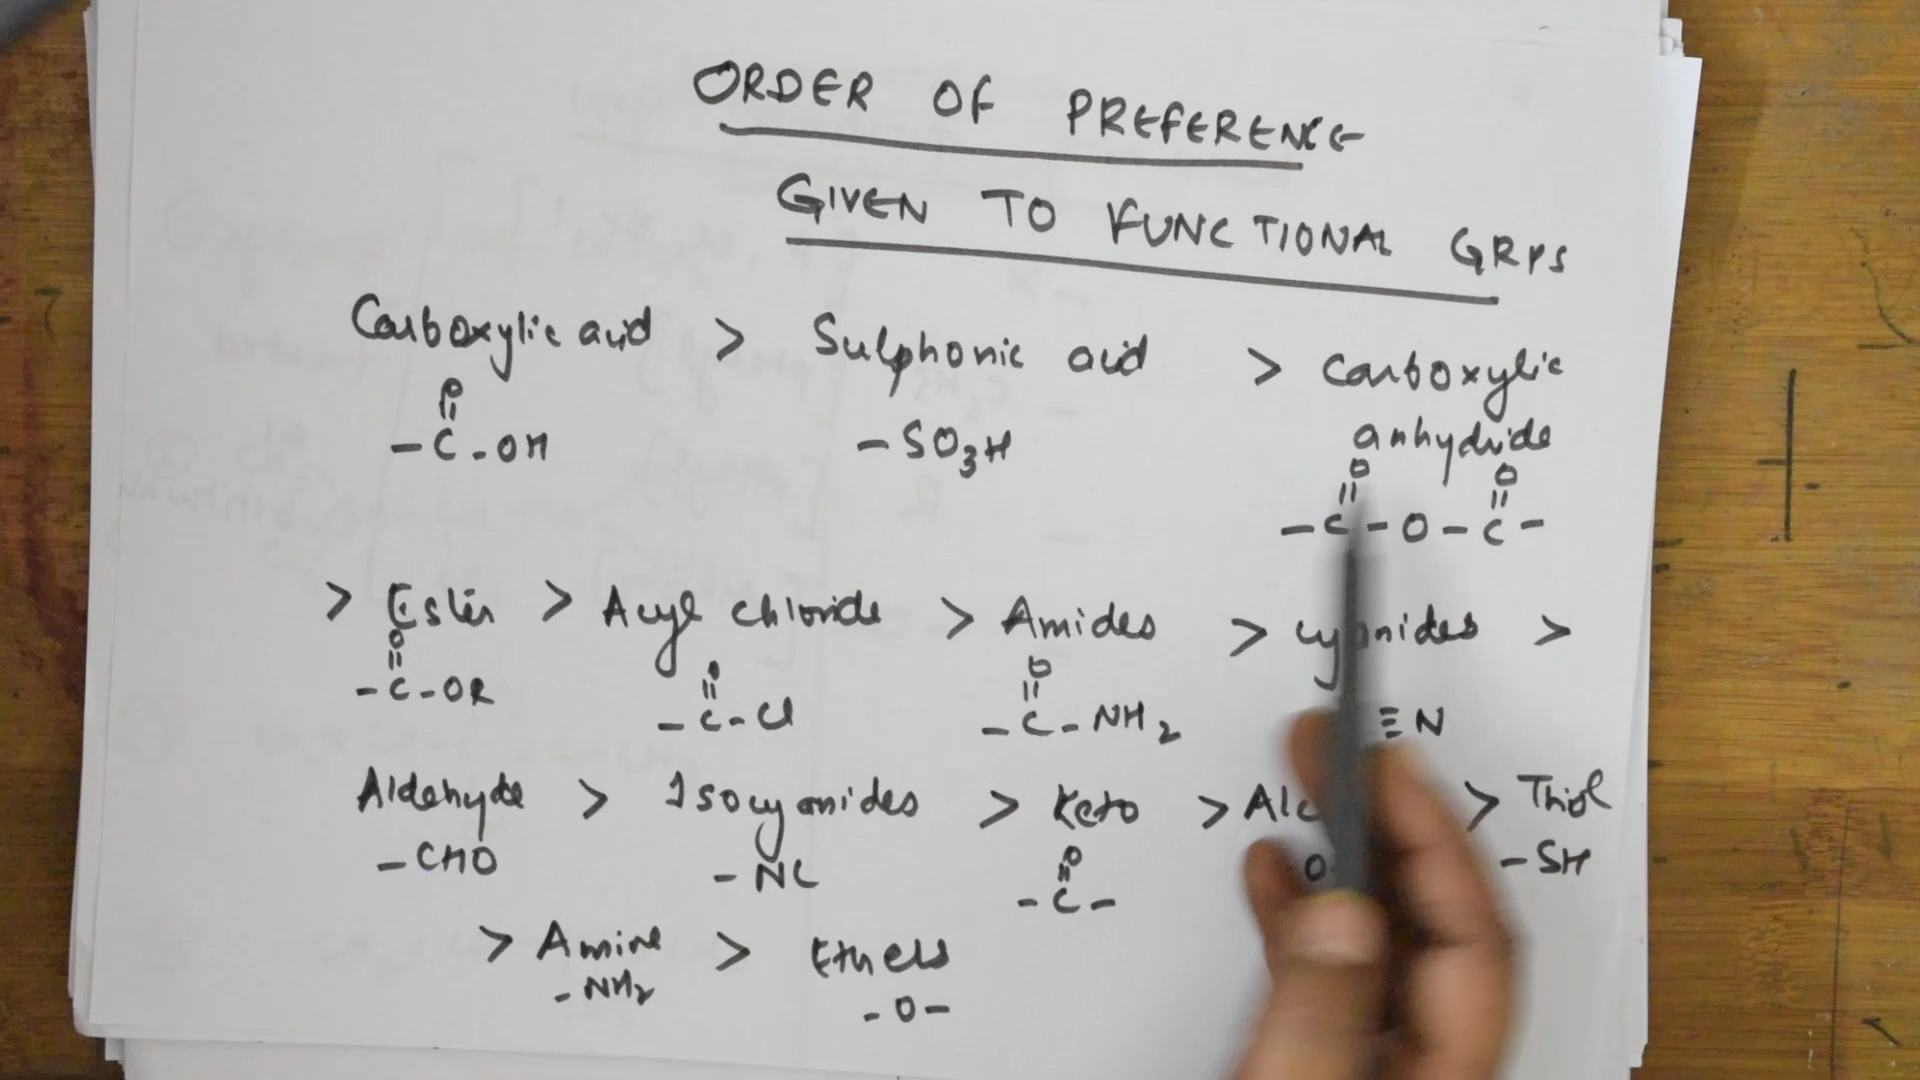 ORDER OF PREFERENCE
GIVEN TO FUNCTIONAL GRPS
Carboxylic acid > Sulphonic acid > Carboxylic
anhydride
O
||
-C-OH -SO3H
O O
|| ||
-C-O-C-
> Ester > Acyl chloride > Amides > cyanides >
O O O
|| || ||
-C-OR -C-Cl -C-NH2 ≡N
Aldehyde > Isocyanides > Keto > > Thiol
-CHO -NC -SH
O
||
-C-
> Amine > Ethers
-NH2 -O-